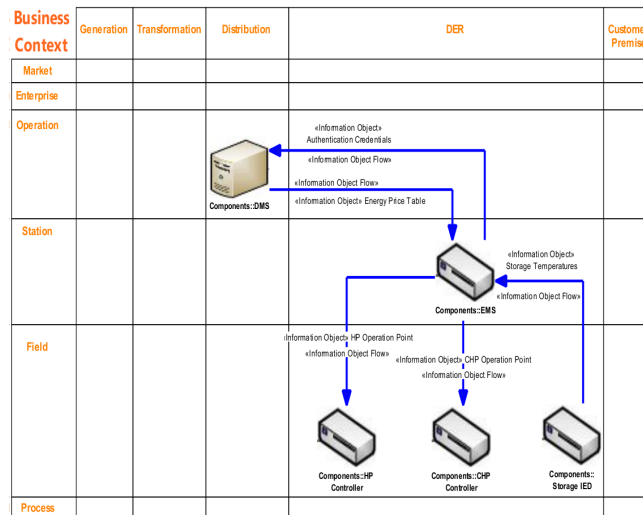 Business
Context
Generation
Transformation
Distribution
DER
Custome
Premise
Market
Enterprise
Operation
«Information Object»
Authentication Credentials
«Information Object Flow»
«Information Object Flow»
«Information Object» Energy Price Table
Components::DMS
Station
«Information Object»
Storage Temperatures
«Information Object Flow»
Components::EMS
Field
«Information Object» HP Operation Point
«Information Object Flow»
«Information Object» CHP Operation Point
«Information Object Flow»
Components::HP
Controller
Components::CHP
Controller
Components::
Storage IED
Process